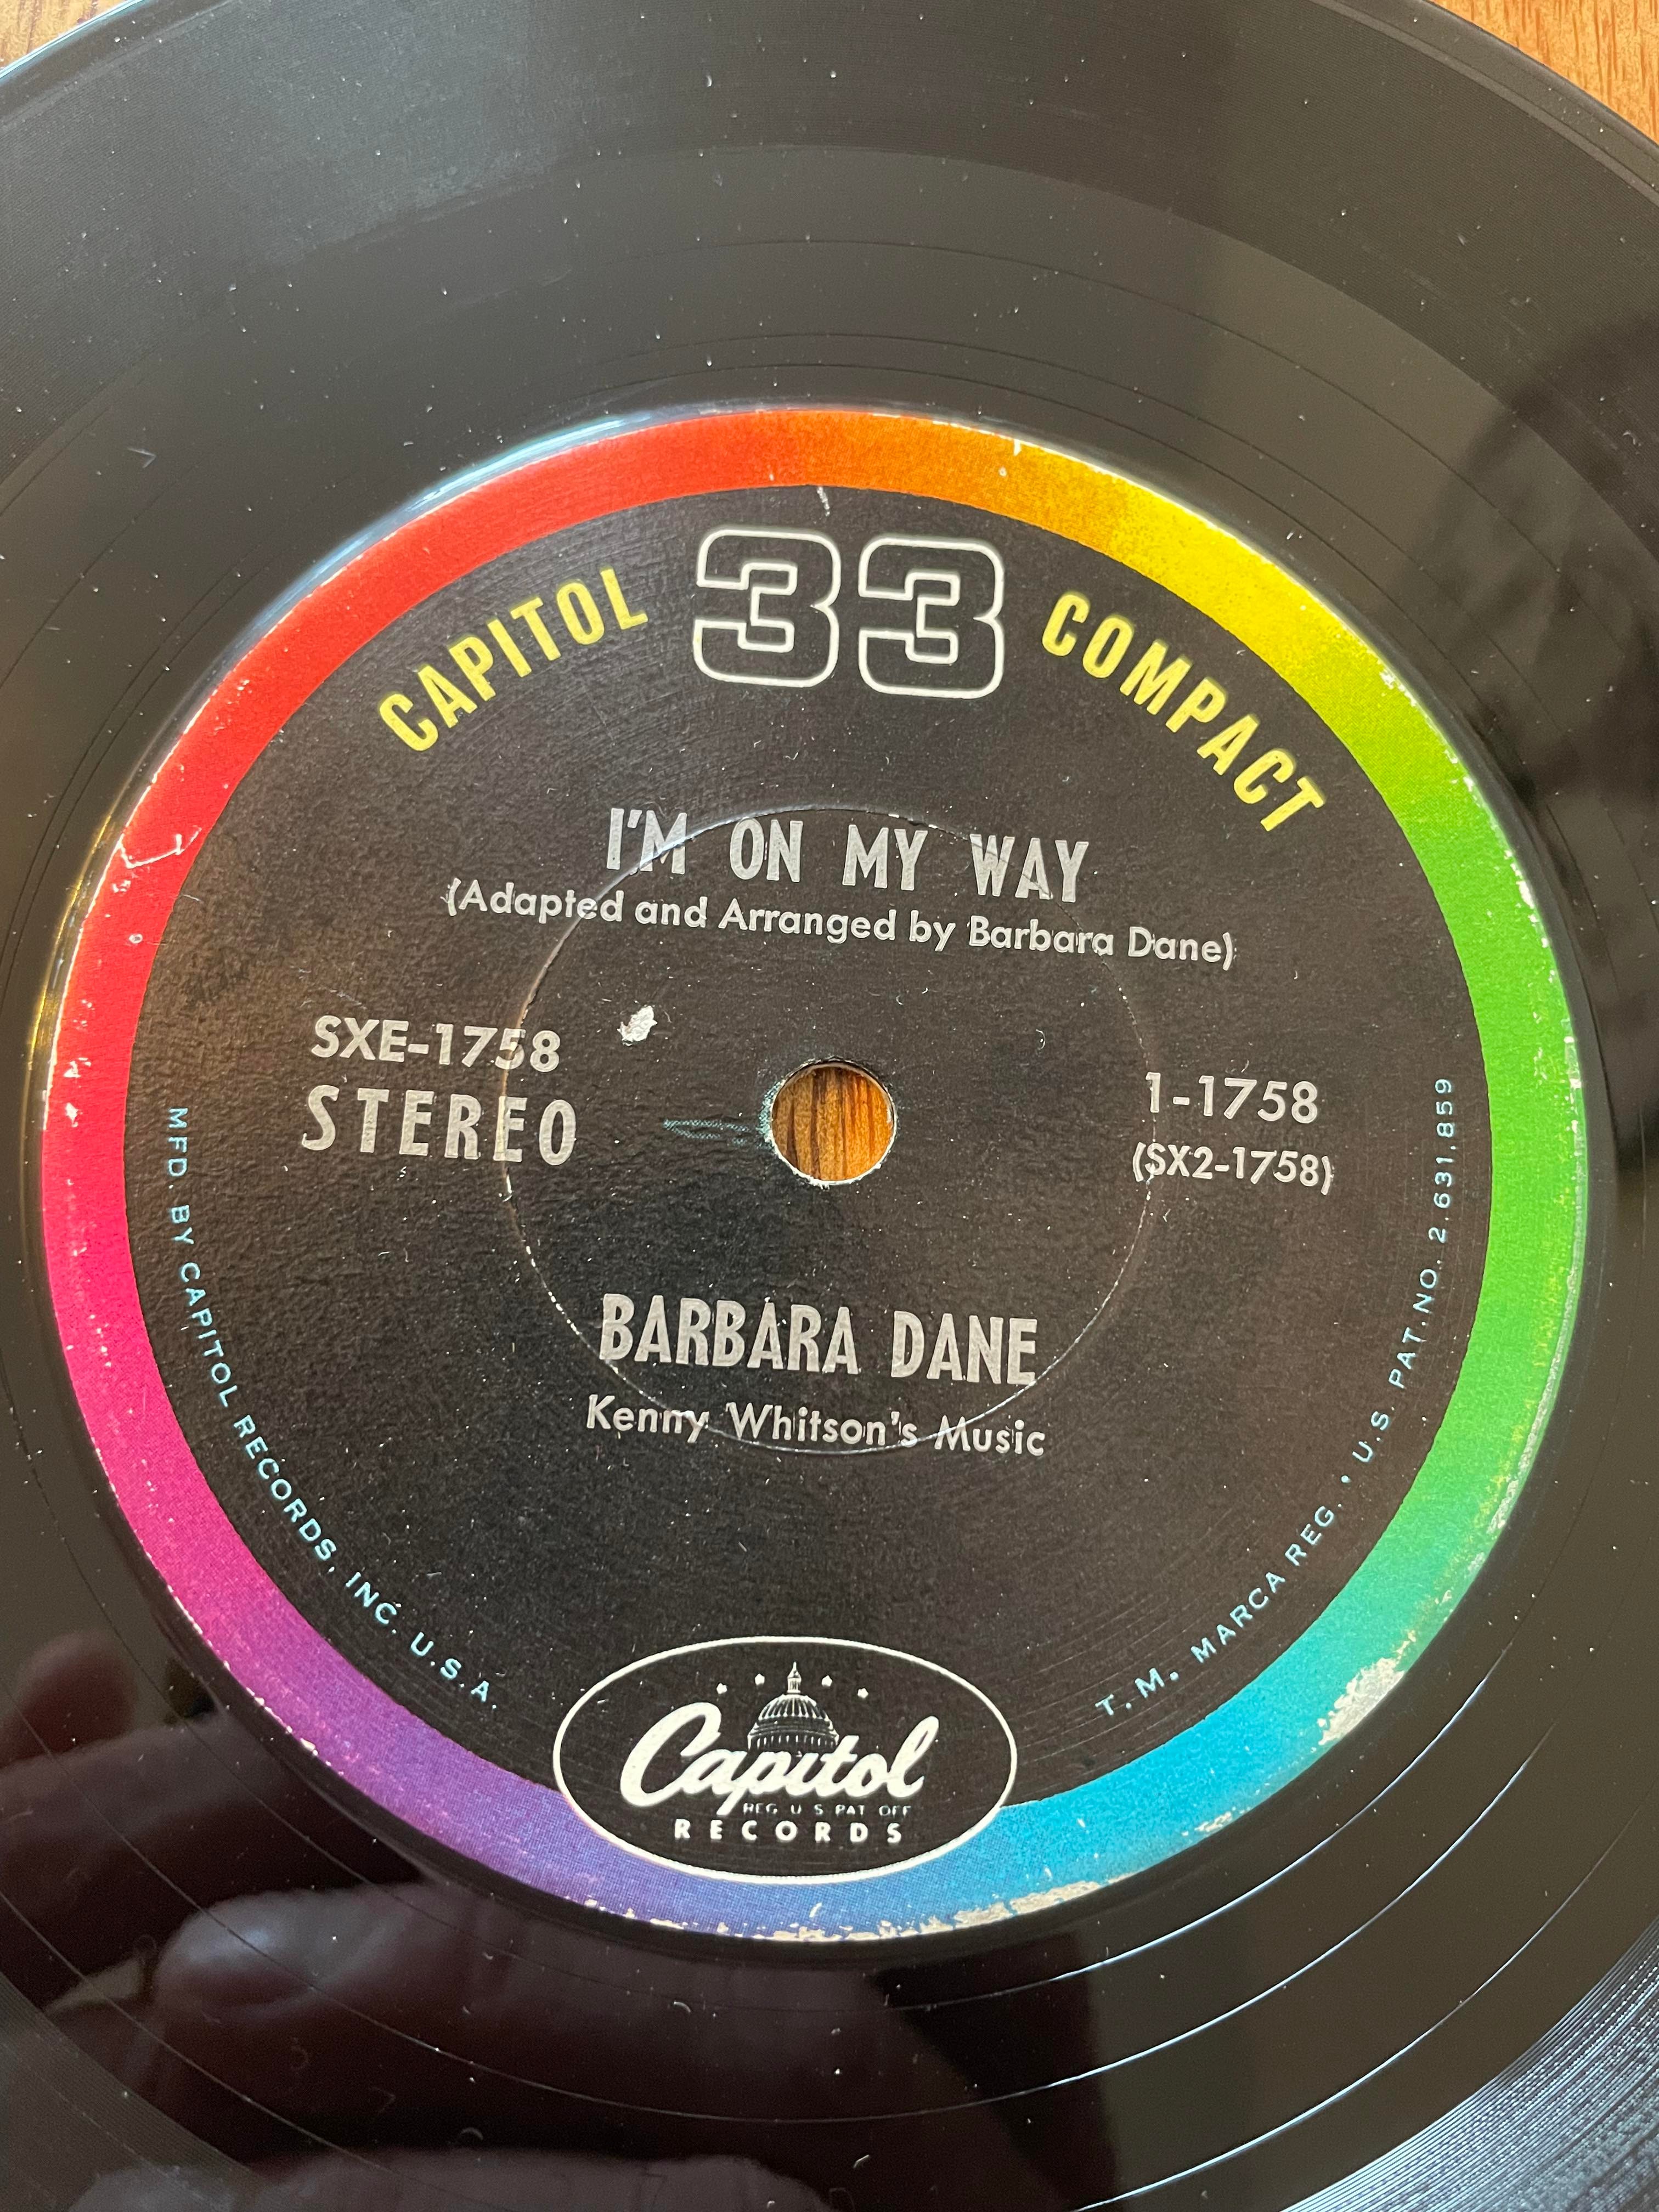 CAPITOL 33 COMPACT
I'M ON MY WAY
(Adapted and Arranged by Barbara Dane)
SXE-1758
STEREO
1-1758
(SX2-1758)
BARBARA DANE
Kenny Whitson's Music
MFD. BY CAPITOL RECORDS, INC. U.S.A.
T.M. MARCA REG. • U.S. PAT. NO. 2,631,859
Capitol
REG U S PAT OFF
RECORDS